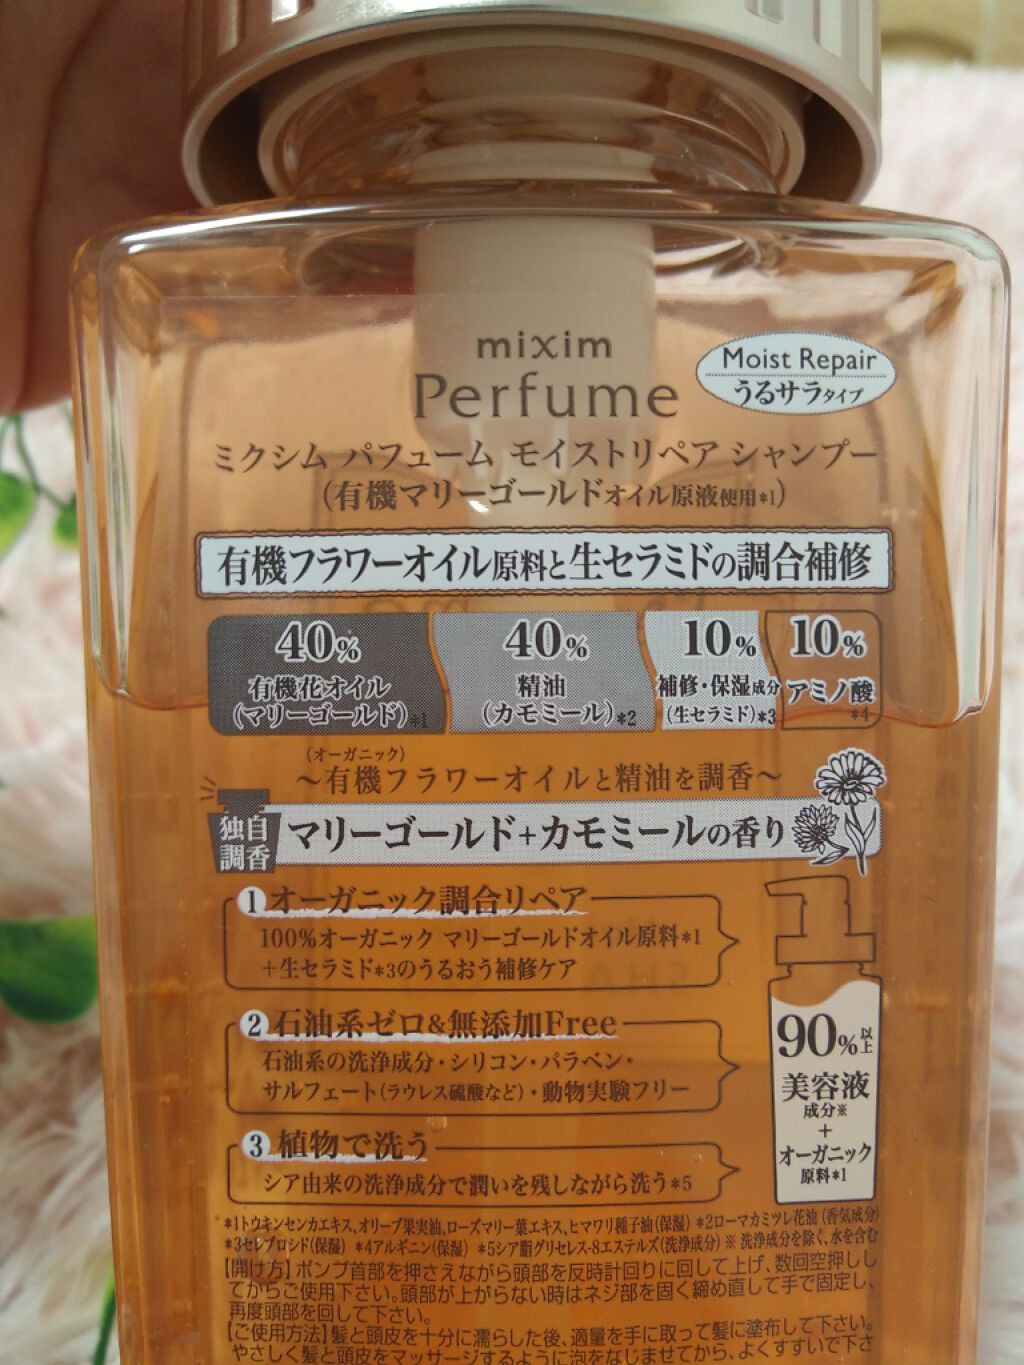 mixim
Perfume
Moist Repair
うるサラタイプ
ミクシム パフューム モイストリペア シャンプー
(有機マリーゴールドオイル原液使用*1)
有機フラワーオイル原料と生セラミドの調合補修
40% 40% 10% 10%
有機花オイル 精油 補修・保湿成分 アミノ酸
(マリーゴールド)*1 (カモミール)*2 (生セラミド)*3 *4
(オーガニック)
～有機フラワーオイルと精油を調香～
独自
調香
マリーゴールド+カモミールの香り
1 オーガニック調合リペア
100%オーガニック マリーゴールドオイル原料*1
+生セラミド*3のうるおう補修ケア
2 石油系ゼロ&無添加Free
石油系の洗浄成分・シリコン・パラベン・
サルフェート(ラウレス硫酸など)・動物実験フリー
3 植物で洗う
シア由来の洗浄成分で潤いを残しながら洗う*5
90%以上
美容液
成分※
+
オーガニック
原料*1
*1トウキンセンカエキス、オリーブ果実油、ローズマリー葉エキス、ヒマワリ種子油(保湿) *2ローマカミツレ花油(香気成分)
*3セレブロシド(保湿) *4アルギニン(保湿) *5シア脂グリセレス-8エステルズ(洗浄成分) ※洗浄成分を除く、水を含む
【開け方】ポンプ首部を押さえながら頭部を反時計回りに回して上げ、数回空押しし
てからご使用下さい。頭部が上がらない時はネジ部を固く締め直して手で固定し、
再度頭部を回して下さい。
【ご使用方法】髪と頭皮を十分に濡らした後、適量を手に取って髪に塗布して下さい。
やさしく髪と頭皮をマッサージするように泡をなじませてから、よくすすいで下さ